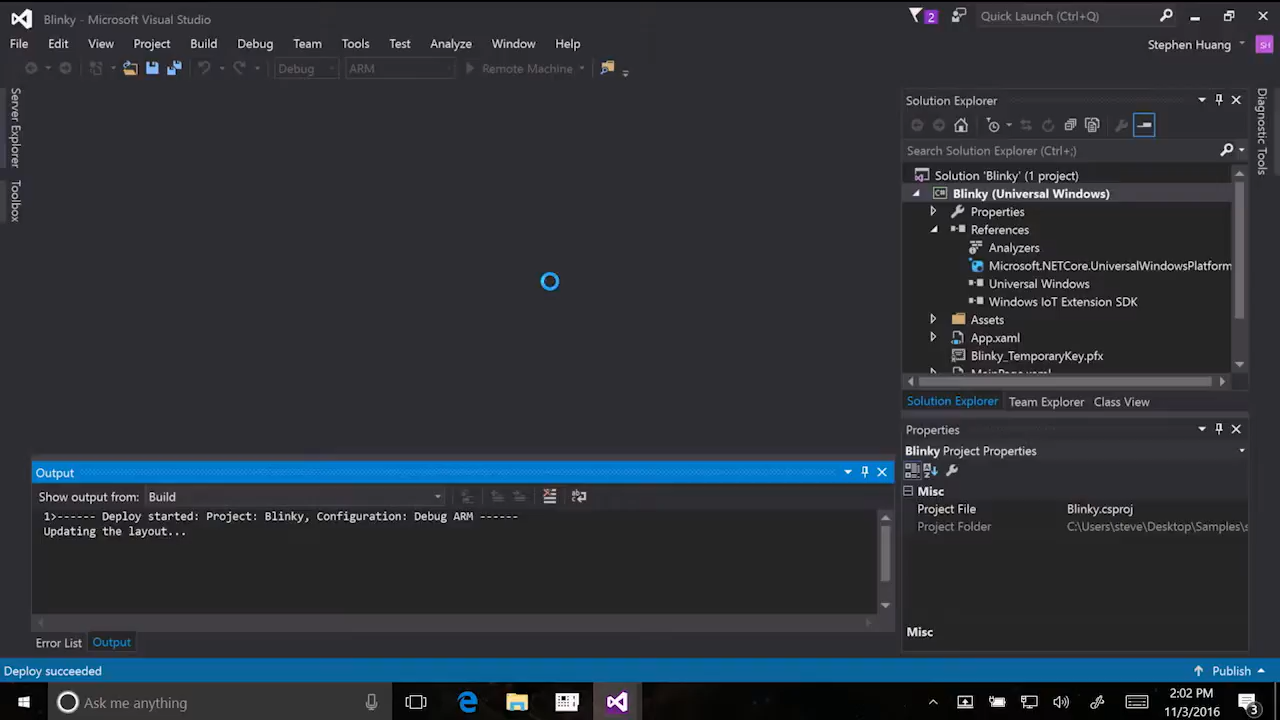 Blinky - Microsoft Visual Studio
2
Quick Launch (Ctrl+Q)
File Edit View Project Build Debug Team Tools Test Analyze Window Help
Stephen Huang
SH
Debug ARM Remote Machine
Server Explorer
Toolbox
Solution Explorer
Search Solution Explorer (Ctrl+;)
Solution 'Blinky' (1 project)
C# Blinky (Universal Windows)
Properties
References
Analyzers
Microsoft.NETCore.UniversalWindowsPlatform
Universal Windows
Windows IoT Extension SDK
Assets
App.xaml
Blinky_TemporaryKey.pfx
MainPage.xaml
Solution Explorer Team Explorer Class View
Diagnostic Tools
Properties
Blinky Project Properties
Misc
Project File Blinky.csproj
Project Folder C:\Users\steve\Desktop\Samples\s
Misc
Output
Show output from: Build
1>------ Deploy started: Project: Blinky, Configuration: Debug ARM ------
Updating the layout...
Error List Output
Deploy succeeded
Publish
Ask me anything
2:02 PM
11/3/2016
3